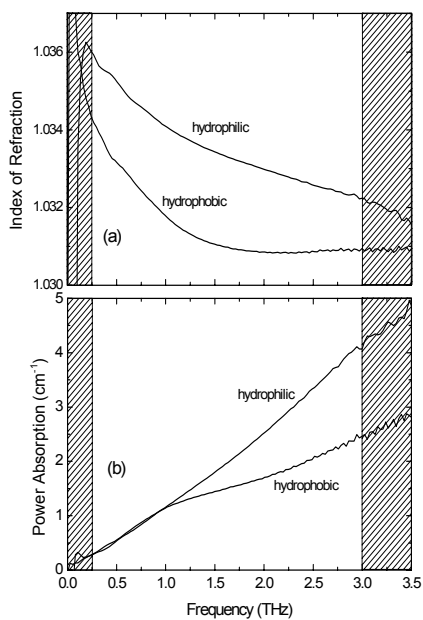 1.036
1.034
1.032
1.030
Index of Refraction
hydrophilic
hydrophobic
(a)
5
4
3
2
1
0
Power Absorption (cm-1)
hydrophilic
hydrophobic
(b)
0.0 0.5 1.0 1.5 2.0 2.5 3.0 3.5
Frequency (THz)